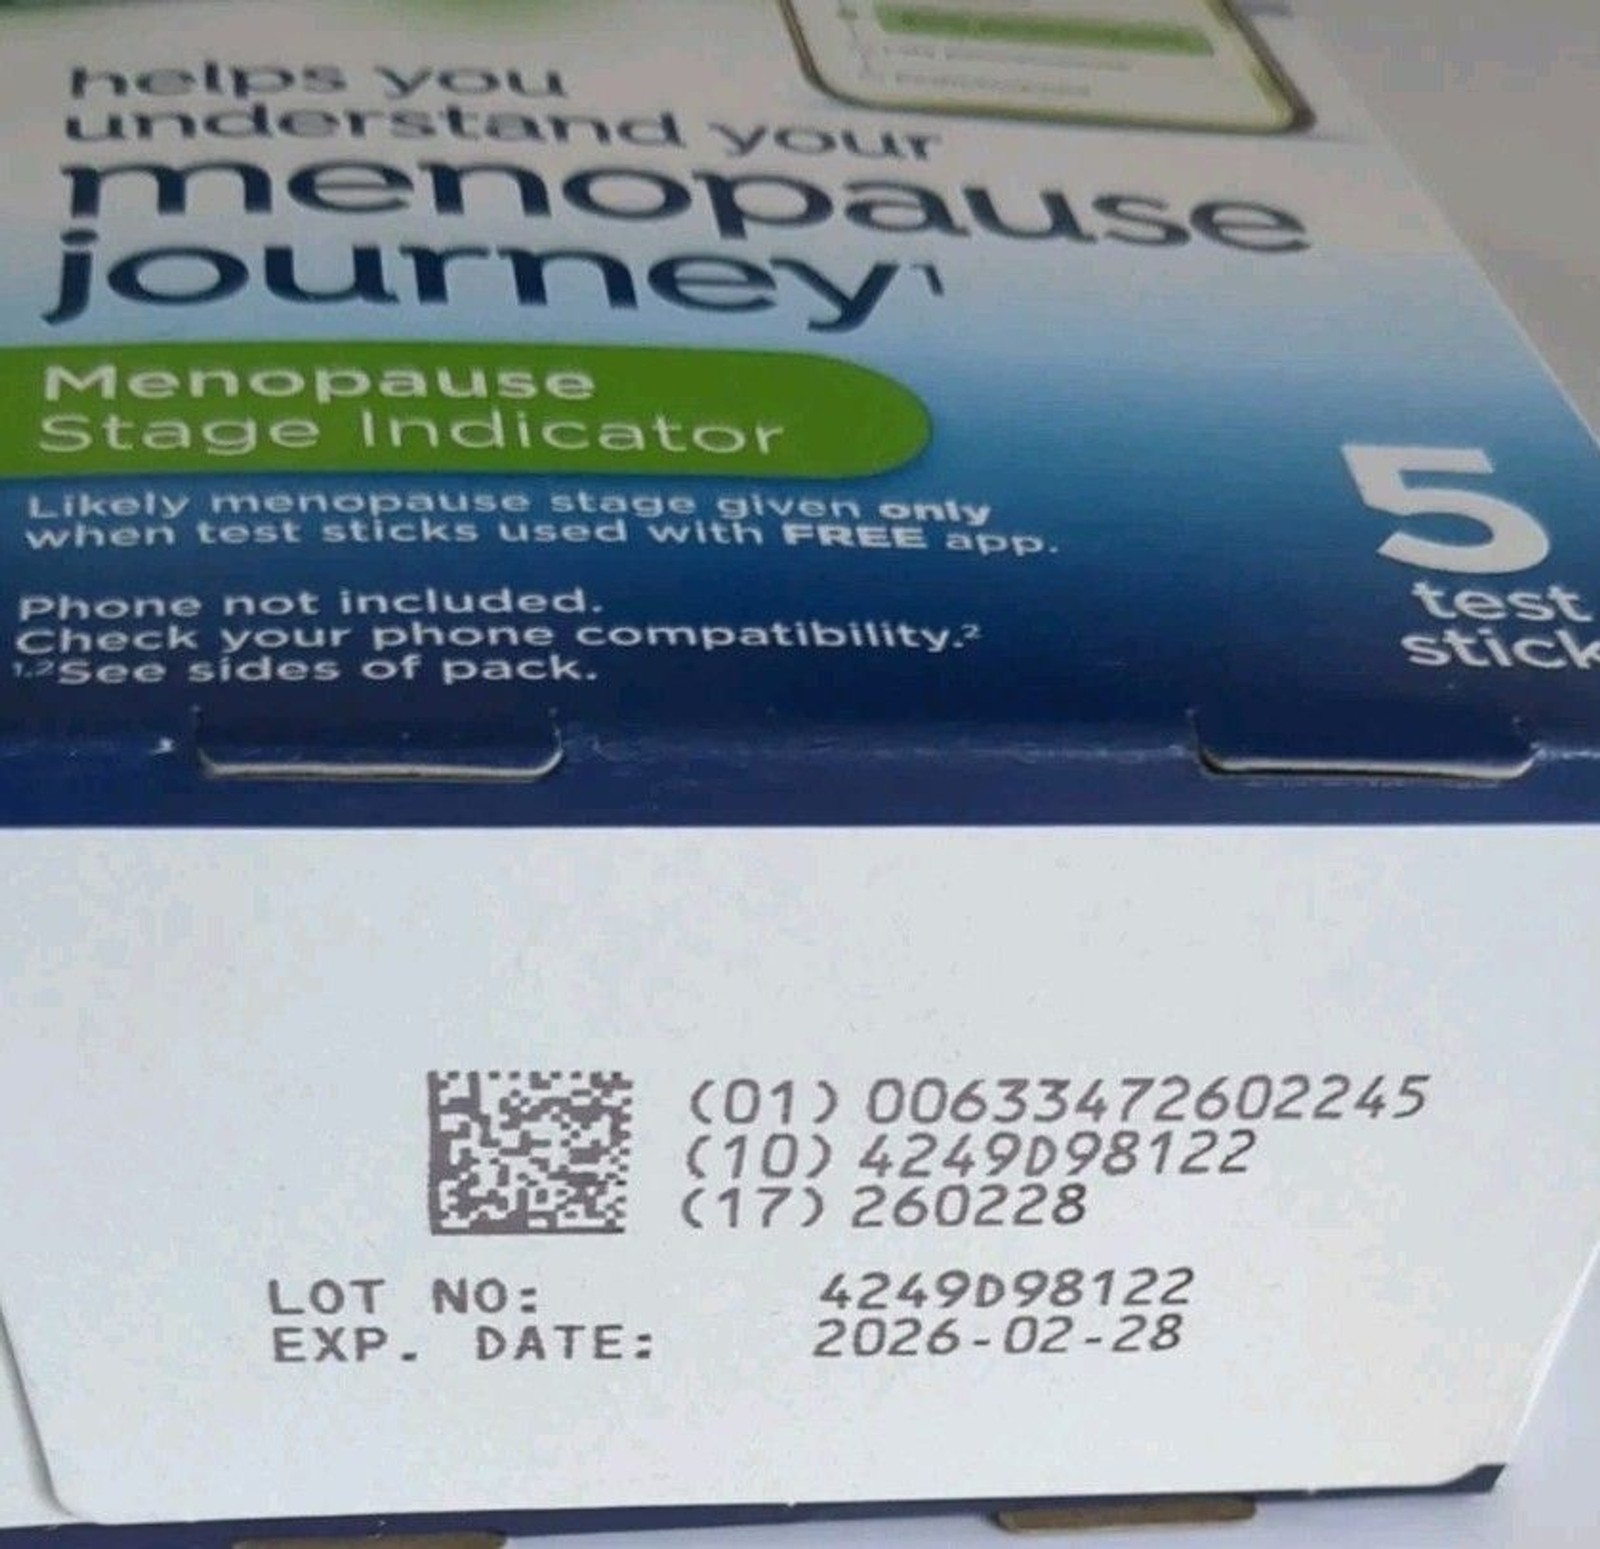 helps you
understand your
menopause
journey¹
Menopause
Stage Indicator
Likely menopause stage given only
when test sticks used with FREE app.
Phone not included.
Check your phone compatibility.²
¹·²See sides of pack.
5
test
stick
(01) 00633472602245
(10) 4249D98122
(17) 260228
LOT NO: 4249D98122
EXP. DATE: 2026-02-28